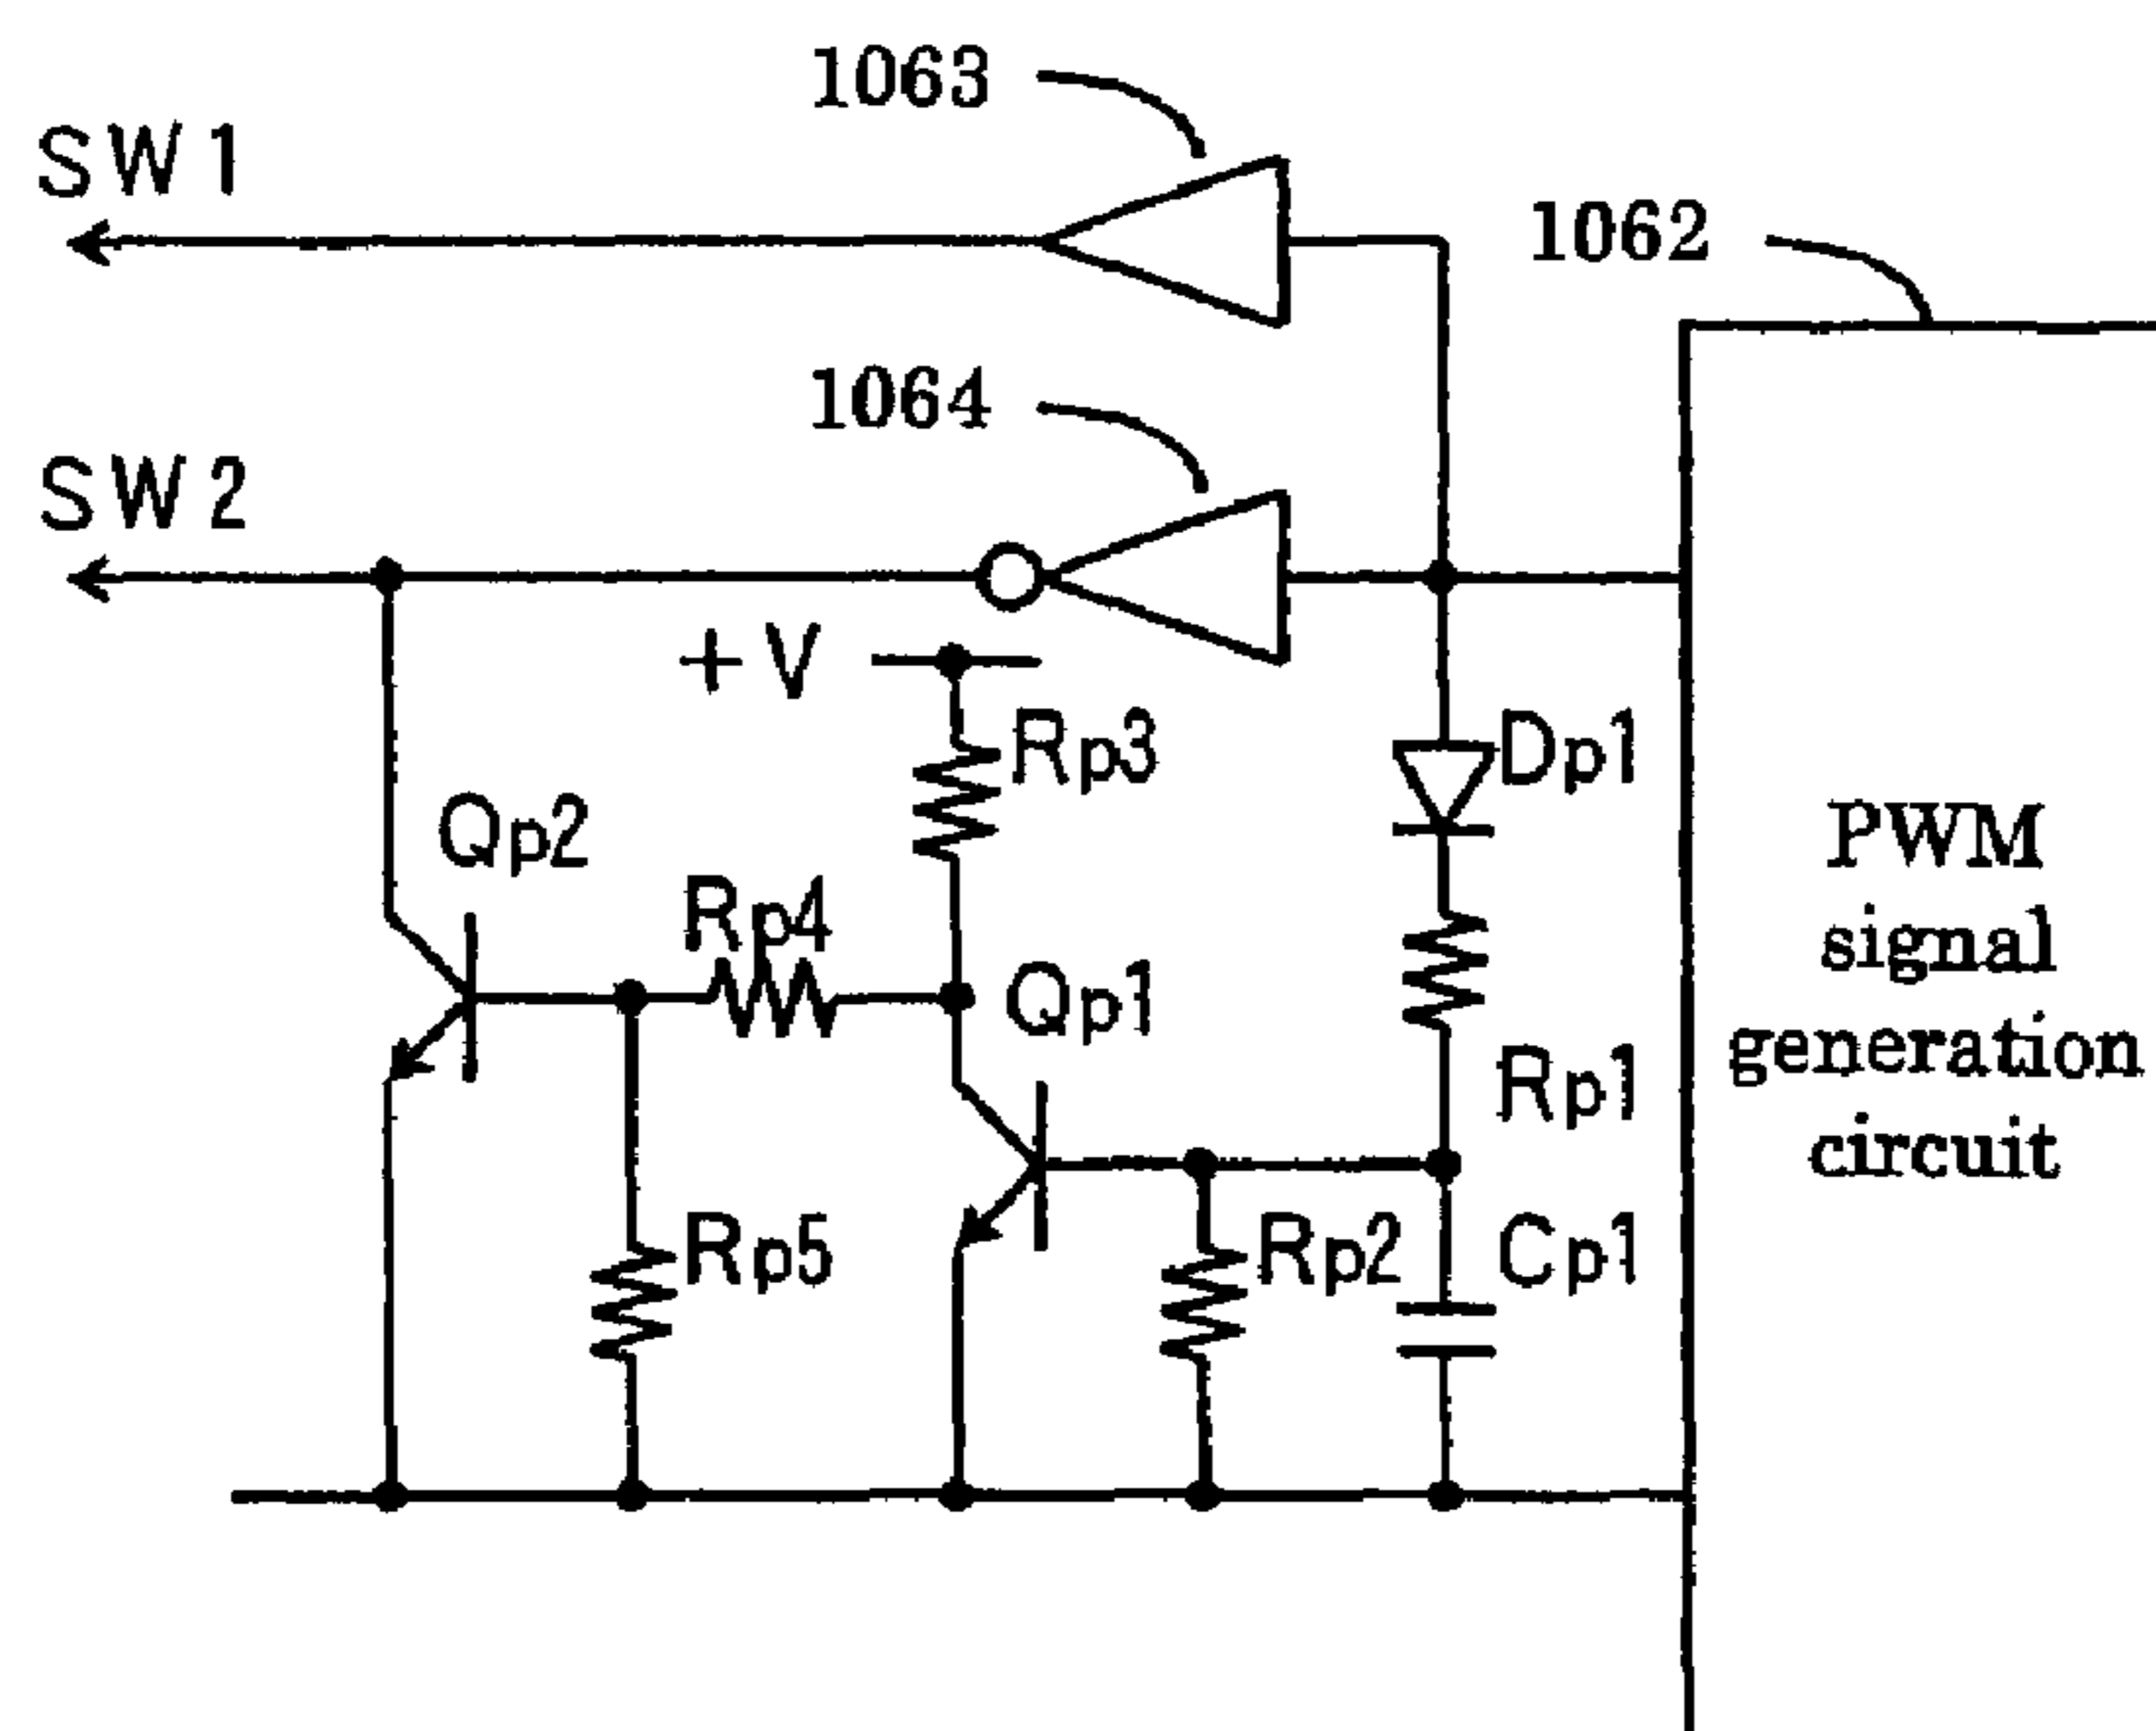 1063
SW1
1062
1064
SW2
+V
Rp3
Dp1
Qp2
PWM
signal
generation
circuit
Rp4
Qp1
Rp1
Rp5
Rp2
Cp1